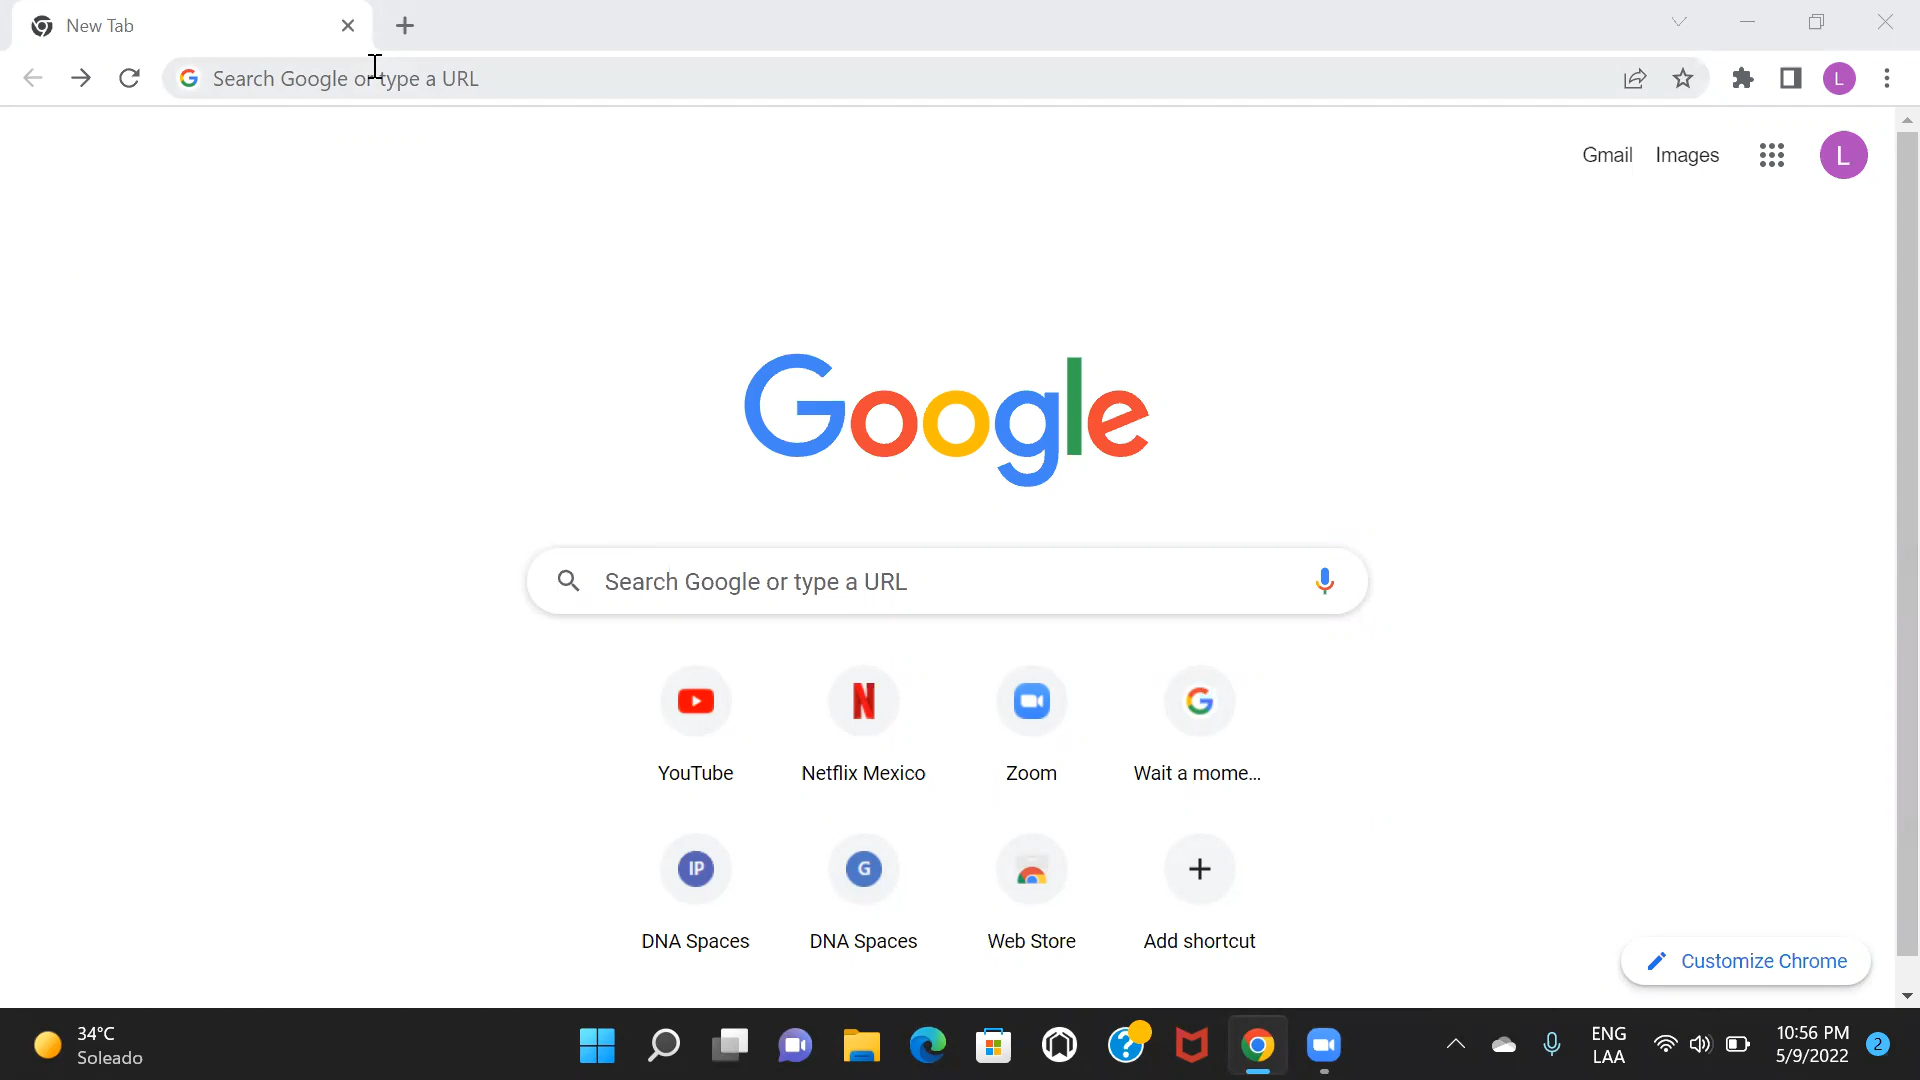 New Tab
Search Google or type a URL
L
Gmail Images L
Google
Search Google or type a URL
YouTube Netflix Mexico Zoom Wait a mome...
IP G
DNA Spaces DNA Spaces Web Store Add shortcut
Customize Chrome
34°C
Soleado
ENG
LAA
10:56 PM
5/9/2022
2